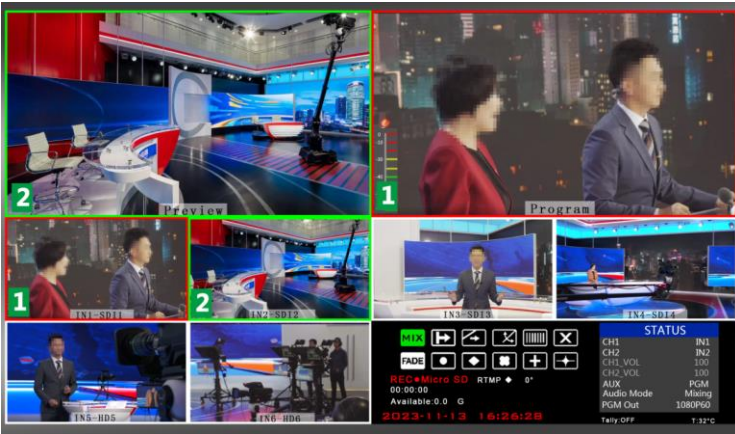 2
Preview
1
Program
1
IN1-SDI1
2
IN2-SDI2
IN3-SDI3
IN4-SDI4
IN5-HD5
IN6-HD6
MIX
FADE
REC●Micro SD RTMP ◆ 0"
00:00:00
Available:0.0 G
2023-11-13 16:26:28
STATUS
CH1 IN1
CH2 IN2
CH1_VOL 100
CH2_VOL 100
AUX PGM
Audio Mode Mixing
PGM Out 1080P60
Tally:OFF T:32°C